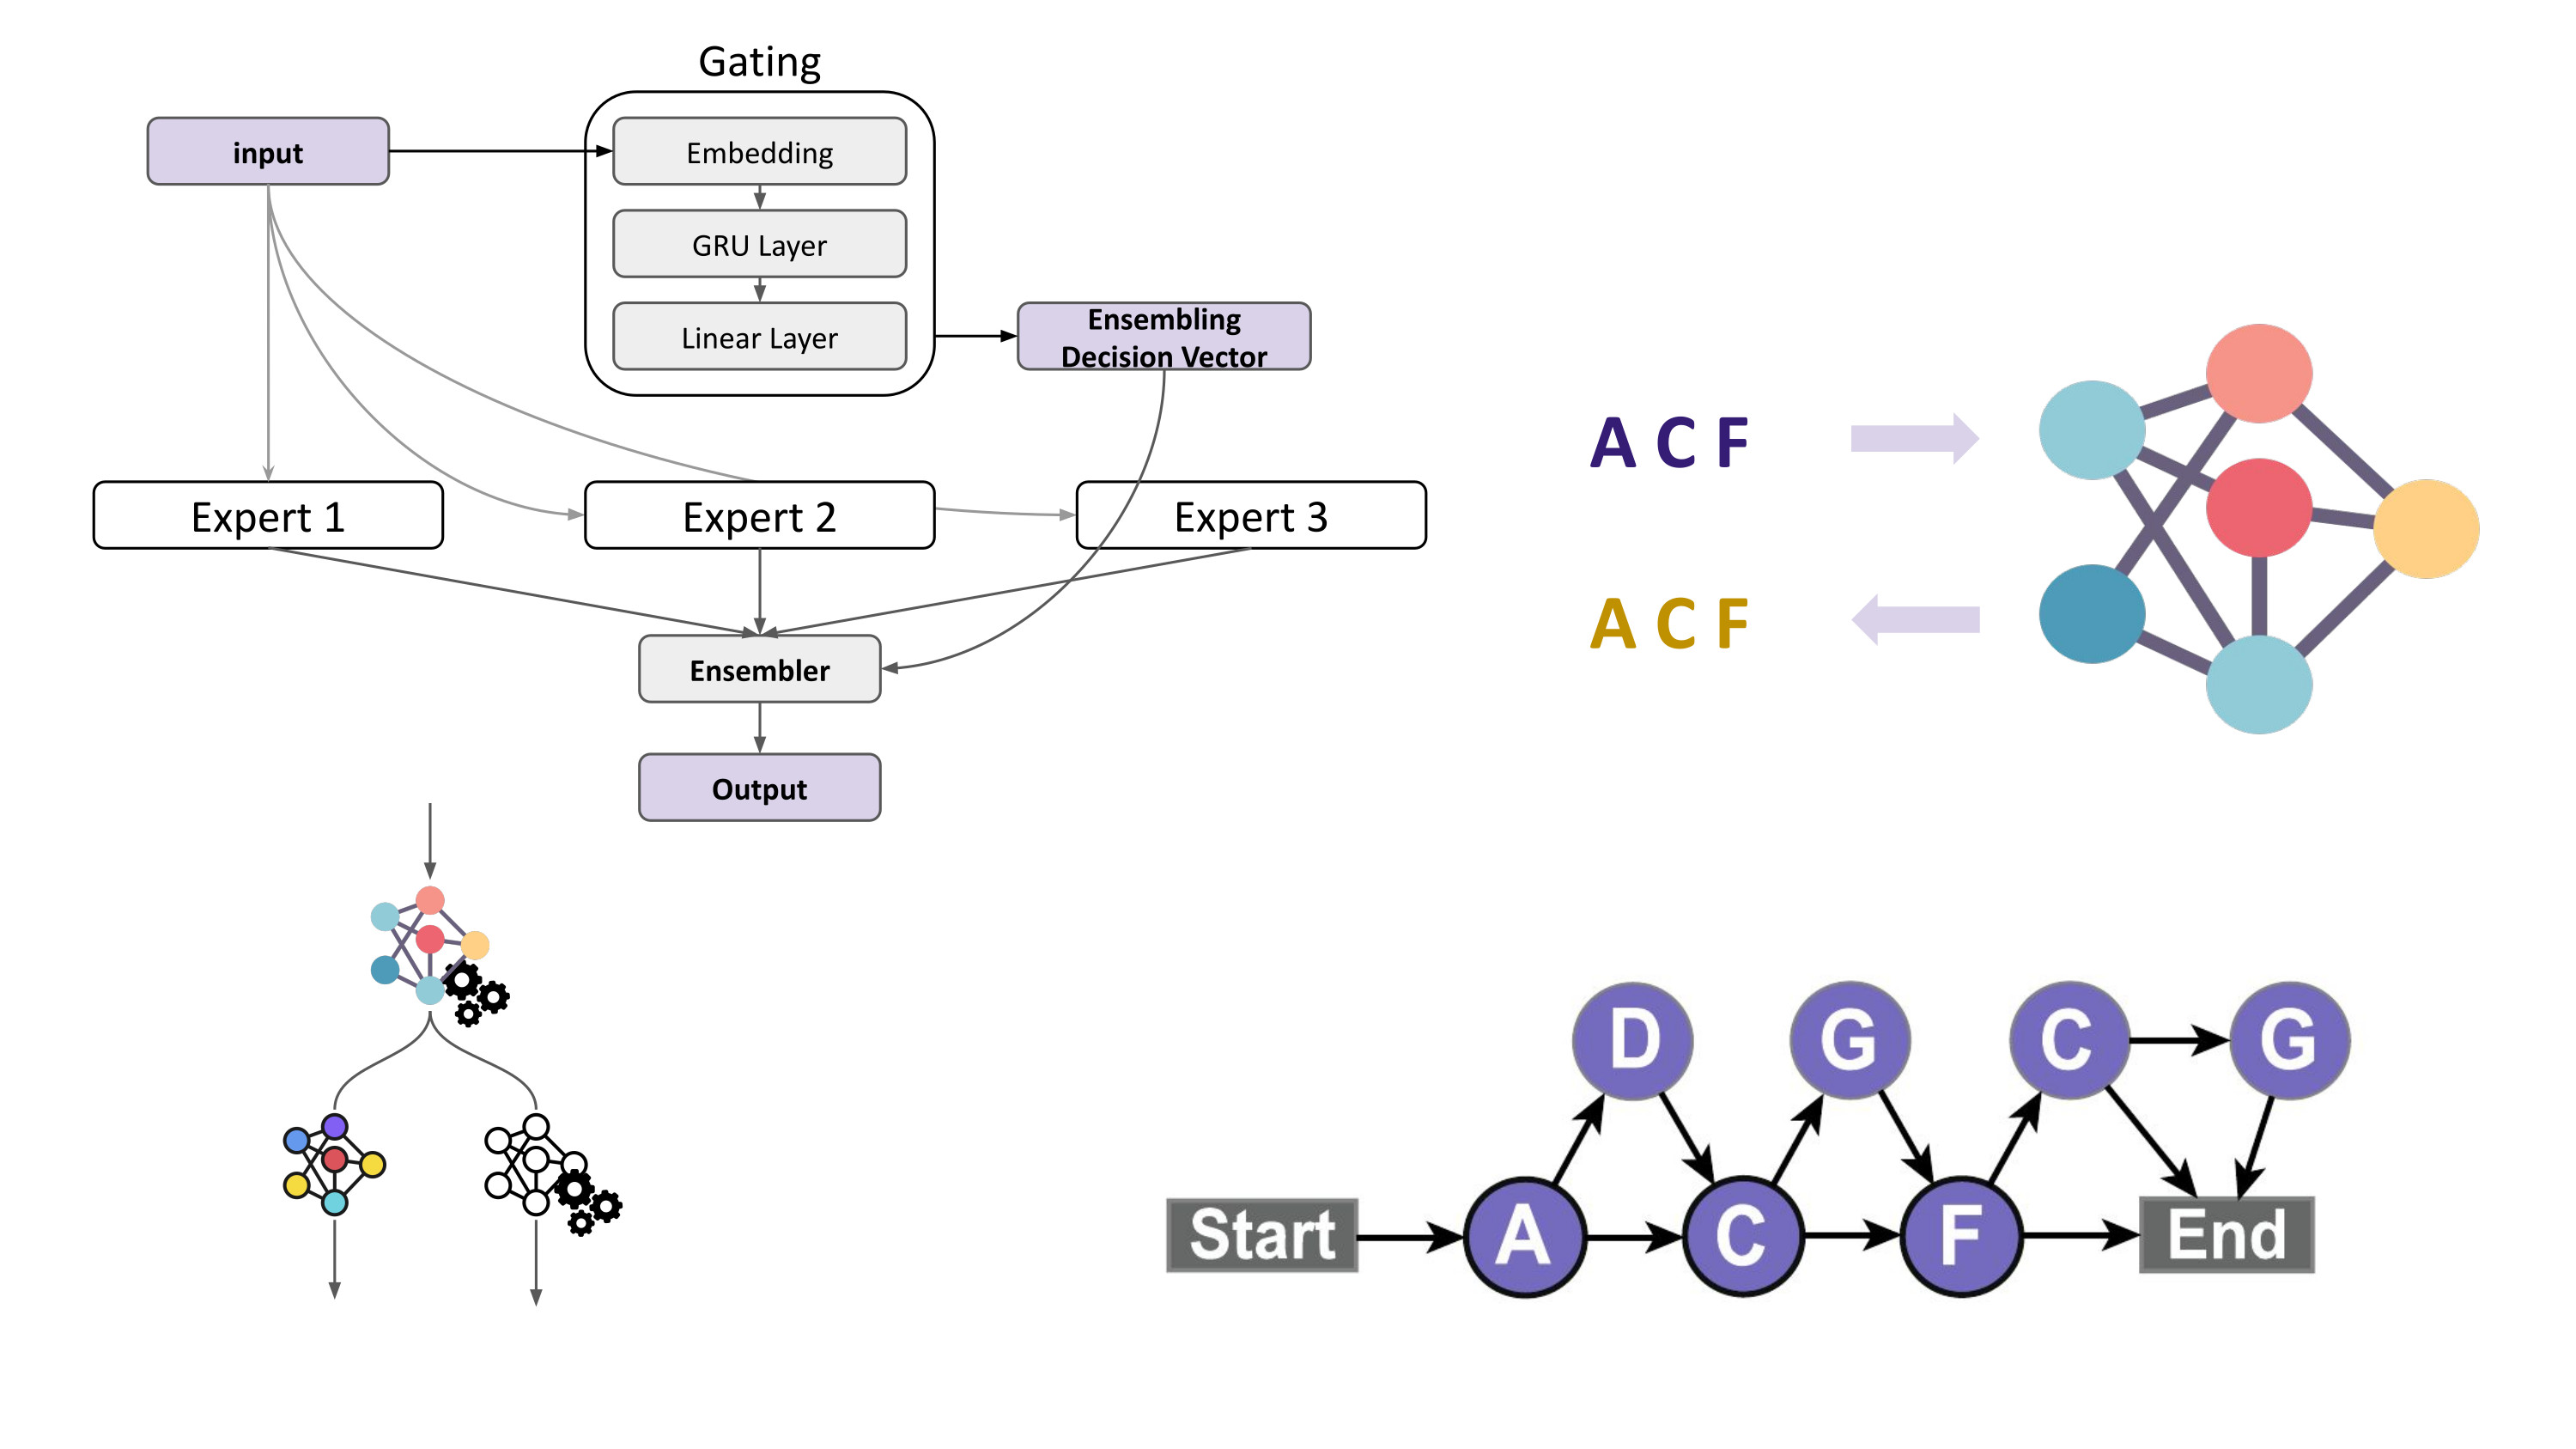 Gating
input
Embedding
GRU Layer
Linear Layer
Ensembling
Decision Vector
Expert 1
Expert 2
Expert 3
Ensembler
Output
A C F
A C F
D
G
C
G
Start
A
C
F
End